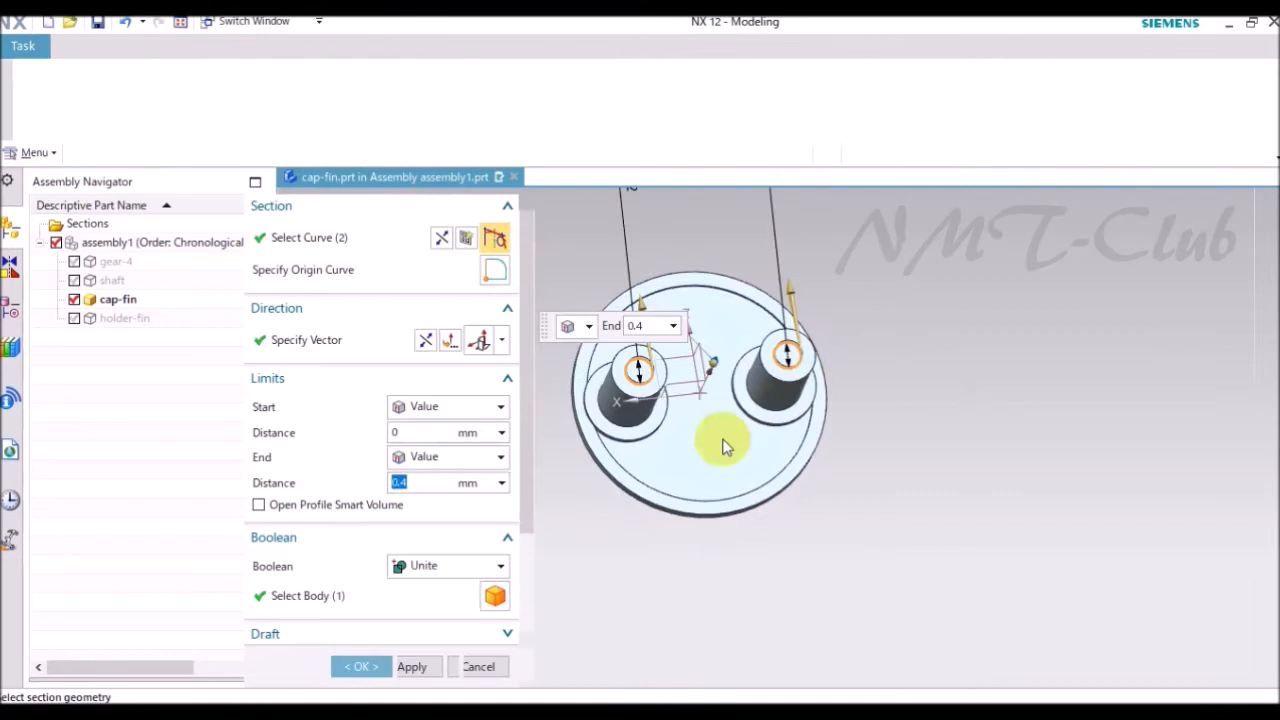 NX
Switch Window
NX 12 - Modeling
SIEMENS
Task
Menu
Assembly Navigator
cap-fin.prt in Assembly assembly1.prt
Descriptive Part Name
Sections
assembly1 (Order: Chronological
gear-4
shaft
cap-fin
holder-fin
Section
Select Curve (2)
Specify Origin Curve
Direction
Specify Vector
Limits
Start
Value
Distance
0
mm
End
Value
Distance
0.4
mm
Open Profile Smart Volume
Boolean
Boolean
Unite
Select Body (1)
Draft
< OK >
Apply
Cancel
End
0.4
X
NMT-Club
elect section geometry